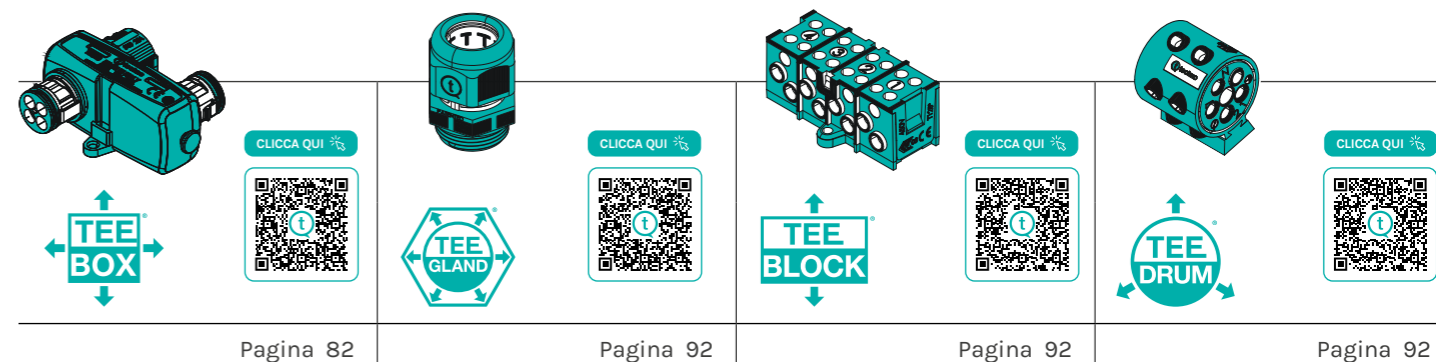 CLICCA QUI
TEE
BOX
®
Pagina 82
CLICCA QUI
t
TEE
GLAND
®
Pagina 92
CLICCA QUI
TEE
BLOCK
®
Pagina 92
CLICCA QUI
TEE
DRUM
®
Pagina 92